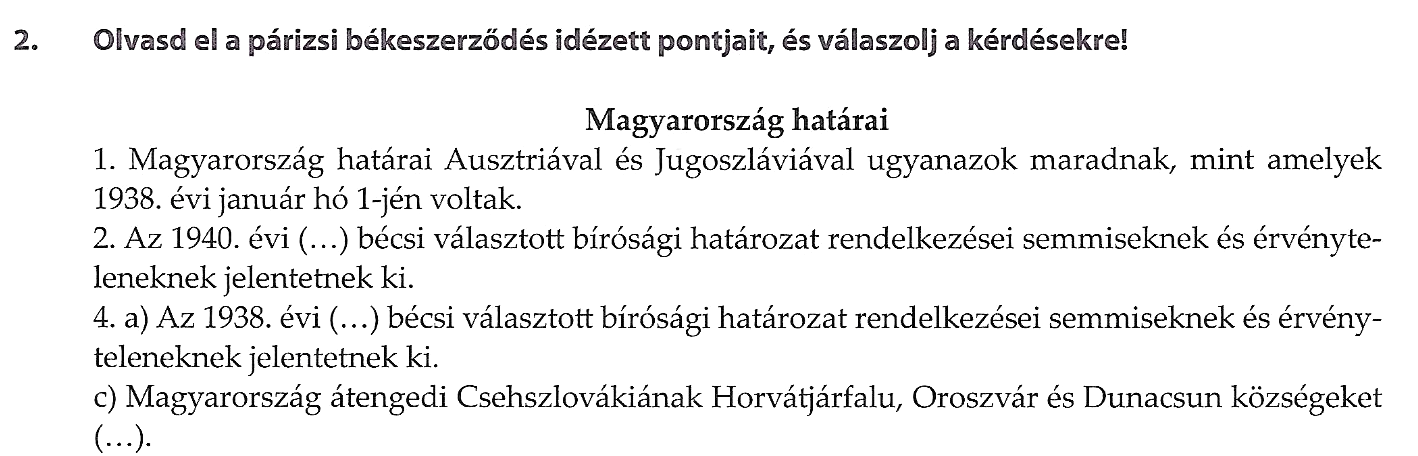 2. Olvasd el a párizsi békeszerződés idézett pontjait, és válaszolj a kérdésekre!
Magyarország határai
1. Magyarország határai Ausztriával és Jugoszláviával ugyanazok maradnak, mint amelyek
1938. évi január hó 1-jén voltak.
2. Az 1940. évi (…) bécsi választott bírósági határozat rendelkezései semmiseknek és érvényte-
leneknek jelentetnek ki.
4. a) Az 1938. évi (…) bécsi választott bírósági határozat rendelkezései semmiseknek és érvény-
teleneknek jelentetnek ki.
c) Magyarország átengedi Csehszlovákiának Horvátjárfalu, Oroszvár és Dunacsun községeket
(…).